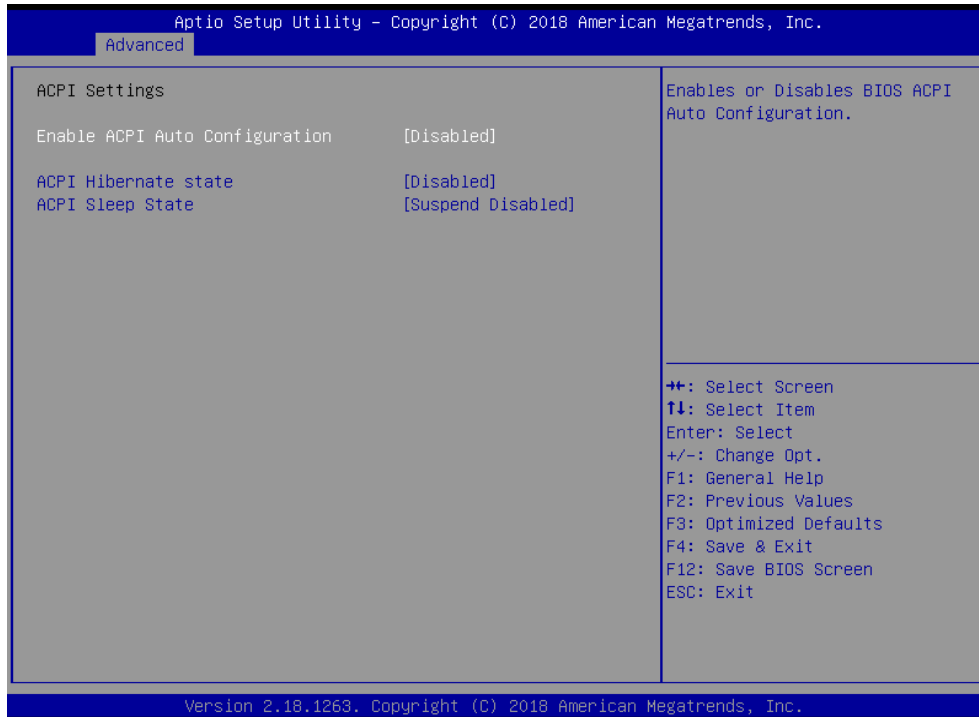 Aptio Setup Utility – Copyright (C) 2018 American Megatrends, Inc.
Advanced
ACPI Settings
Enable ACPI Auto Configuration [Disabled]
ACPI Hibernate state [Disabled]
ACPI Sleep State [Suspend Disabled]
Enables or Disables BIOS ACPI
Auto Configuration.
→←: Select Screen
↑↓: Select Item
Enter: Select
+/-: Change Opt.
F1: General Help
F2: Previous Values
F3: Optimized Defaults
F4: Save & Exit
F12: Save BIOS Screen
ESC: Exit
Version 2.18.1263. Copyright (C) 2018 American Megatrends, Inc.